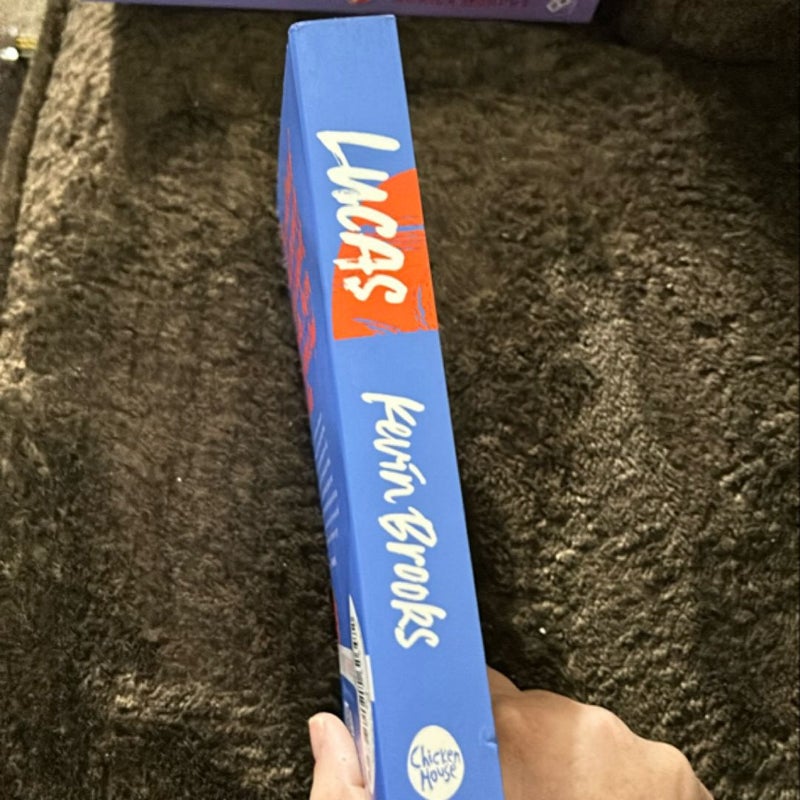 LUCAS
Kevin Brooks
Chicken
House